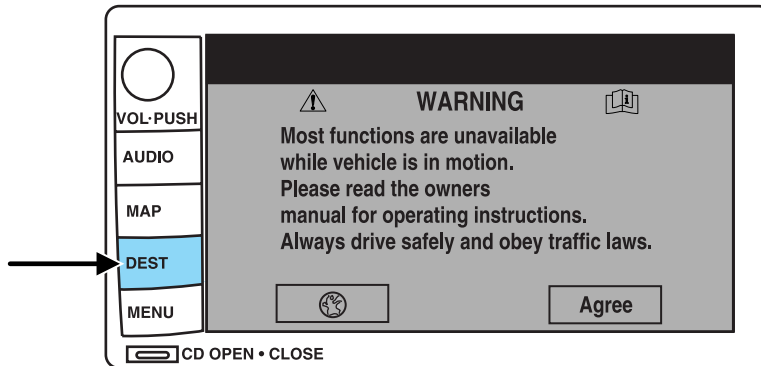 VOL·PUSH
AUDIO
MAP
DEST
MENU
WARNING
Most functions are unavailable
while vehicle is in motion.
Please read the owners
manual for operating instructions.
Always drive safely and obey traffic laws.
Agree
CD OPEN • CLOSE